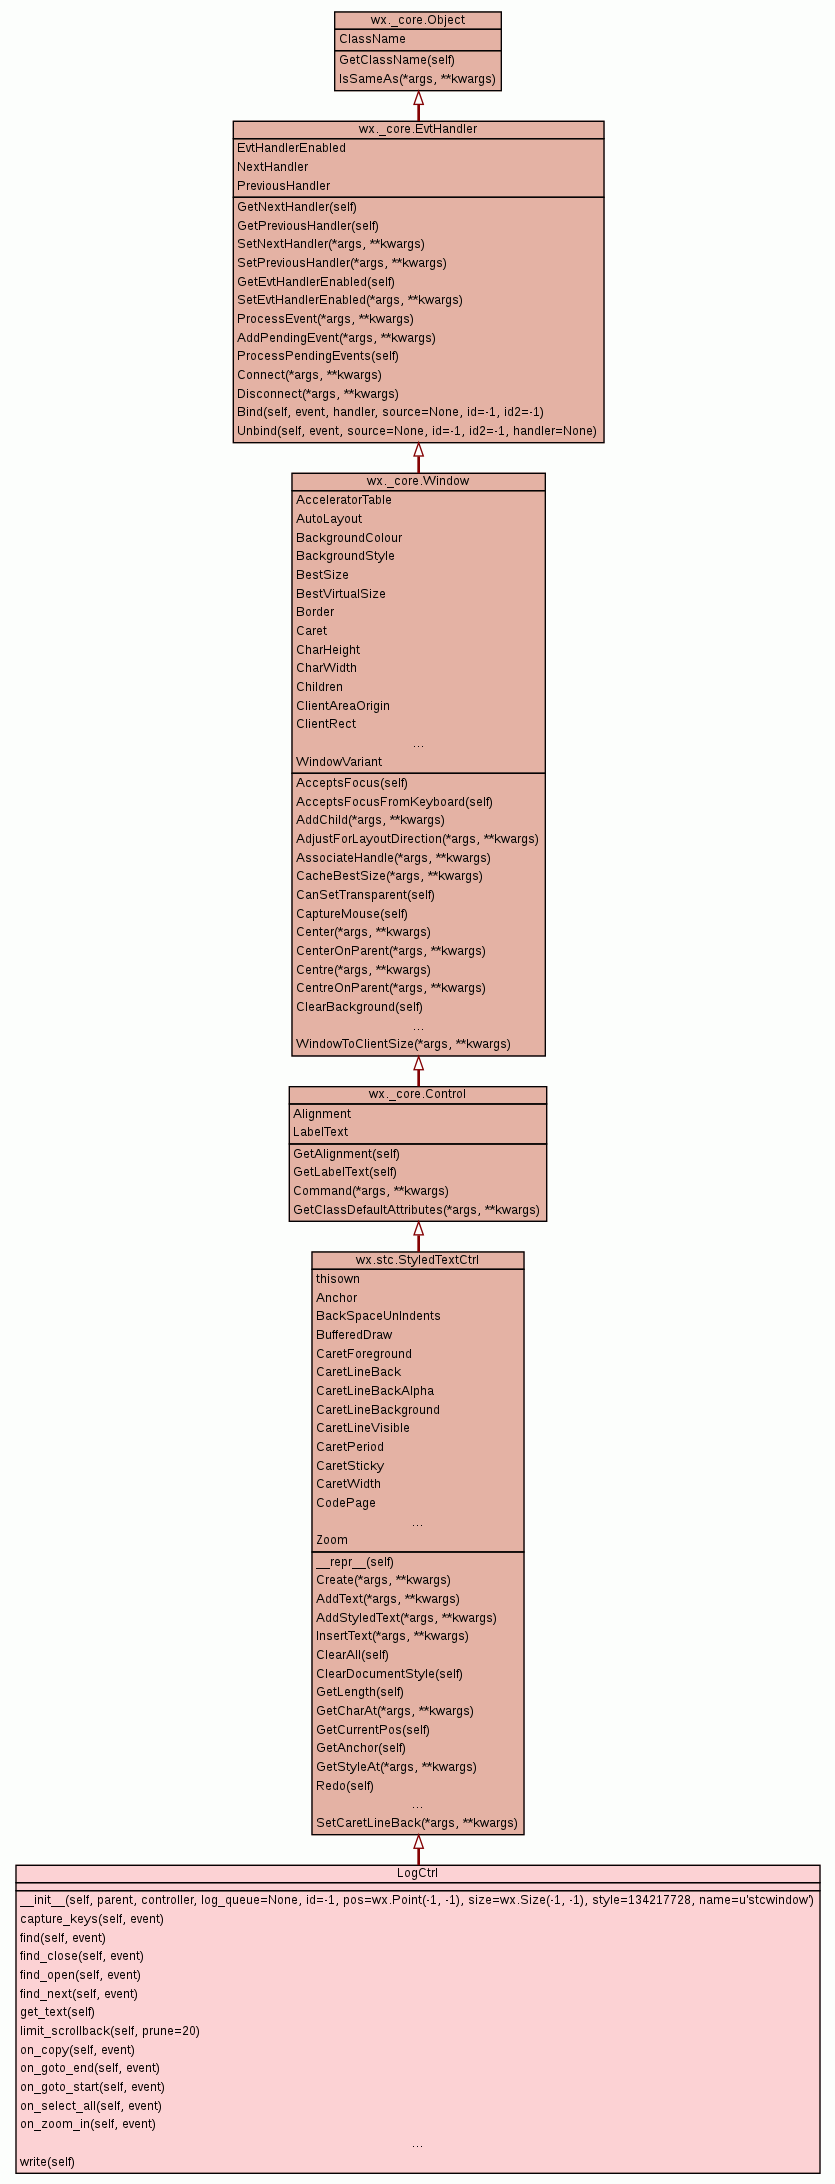 wx._core.Object
ClassName
GetClassName(self)
IsSameAs(*args, **kwargs)
wx._core.EvtHandler
EvtHandlerEnabled
NextHandler
PreviousHandler
GetNextHandler(self)
GetPreviousHandler(self)
SetNextHandler(*args, **kwargs)
SetPreviousHandler(*args, **kwargs)
GetEvtHandlerEnabled(self)
SetEvtHandlerEnabled(*args, **kwargs)
ProcessEvent(*args, **kwargs)
AddPendingEvent(*args, **kwargs)
ProcessPendingEvents(self)
Connect(*args, **kwargs)
Disconnect(*args, **kwargs)
Bind(self, event, handler, source=None, id=-1, id2=-1)
Unbind(self, event, source=None, id=-1, id2=-1, handler=None)
wx._core.Window
AcceleratorTable
AutoLayout
BackgroundColour
BackgroundStyle
BestSize
BestVirtualSize
Border
Caret
CharHeight
CharWidth
Children
ClientAreaOrigin
ClientRect
...
WindowVariant
AcceptsFocus(self)
AcceptsFocusFromKeyboard(self)
AddChild(*args, **kwargs)
AdjustForLayoutDirection(*args, **kwargs)
AssociateHandle(*args, **kwargs)
CacheBestSize(*args, **kwargs)
CanSetTransparent(self)
CaptureMouse(self)
Center(*args, **kwargs)
CenterOnParent(*args, **kwargs)
Centre(*args, **kwargs)
CentreOnParent(*args, **kwargs)
ClearBackground(self)
...
WindowToClientSize(*args, **kwargs)
wx._core.Control
Alignment
LabelText
GetAlignment(self)
GetLabelText(self)
Command(*args, **kwargs)
GetClassDefaultAttributes(*args, **kwargs)
wx.stc.StyledTextCtrl
thisown
Anchor
BackSpaceUnIndents
BufferedDraw
CaretForeground
CaretLineBack
CaretLineBackAlpha
CaretLineBackground
CaretLineVisible
CaretPeriod
CaretSticky
CaretWidth
CodePage
...
Zoom
__repr__(self)
Create(*args, **kwargs)
AddText(*args, **kwargs)
AddStyledText(*args, **kwargs)
InsertText(*args, **kwargs)
ClearAll(self)
ClearDocumentStyle(self)
GetLength(self)
GetCharAt(*args, **kwargs)
GetCurrentPos(self)
GetAnchor(self)
GetStyleAt(*args, **kwargs)
Redo(self)
...
SetCaretLineBack(*args, **kwargs)
LogCtrl
__init__(self, parent, controller, log_queue=None, id=-1, pos=wx.Point(-1, -1), size=wx.Size(-1, -1), style=134217728, name=u'stcwindow')
capture_keys(self, event)
find(self, event)
find_close(self, event)
find_open(self, event)
find_next(self, event)
get_text(self)
limit_scrollback(self, prune=20)
on_copy(self, event)
on_goto_end(self, event)
on_goto_start(self, event)
on_select_all(self, event)
on_zoom_in(self, event)
...
write(self)